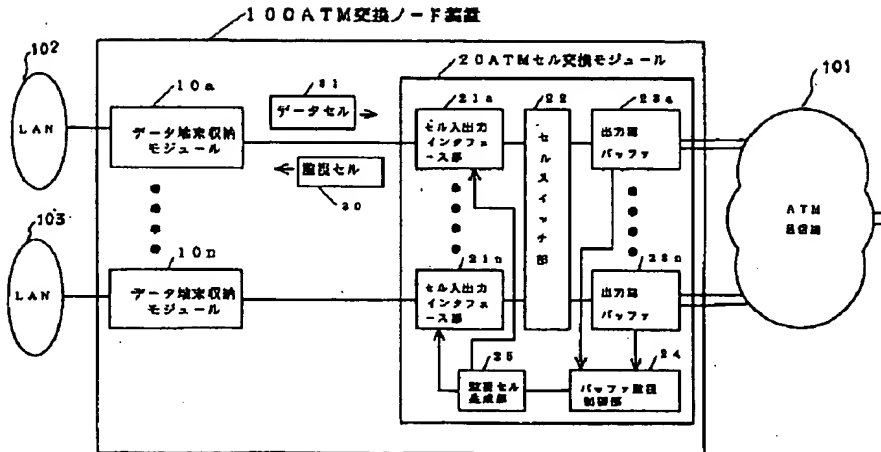 100ATM交換ノード装置
102
LAN
10a
データ端末収納
モジュール
31
データセル
監視セル
30
20ATMセル交換モジュール
21a
セル入出力
インタフェ
ース部
22
セルスイッチ部
23a
出力部
バッファ
101
ATM
103
LAN
10n
データ端末収納
モジュール
21n
セル入出力
インタフェ
ース部
23n
出力部
バッファ
25
監視セル
生成部
24
バッファ監視
制御部